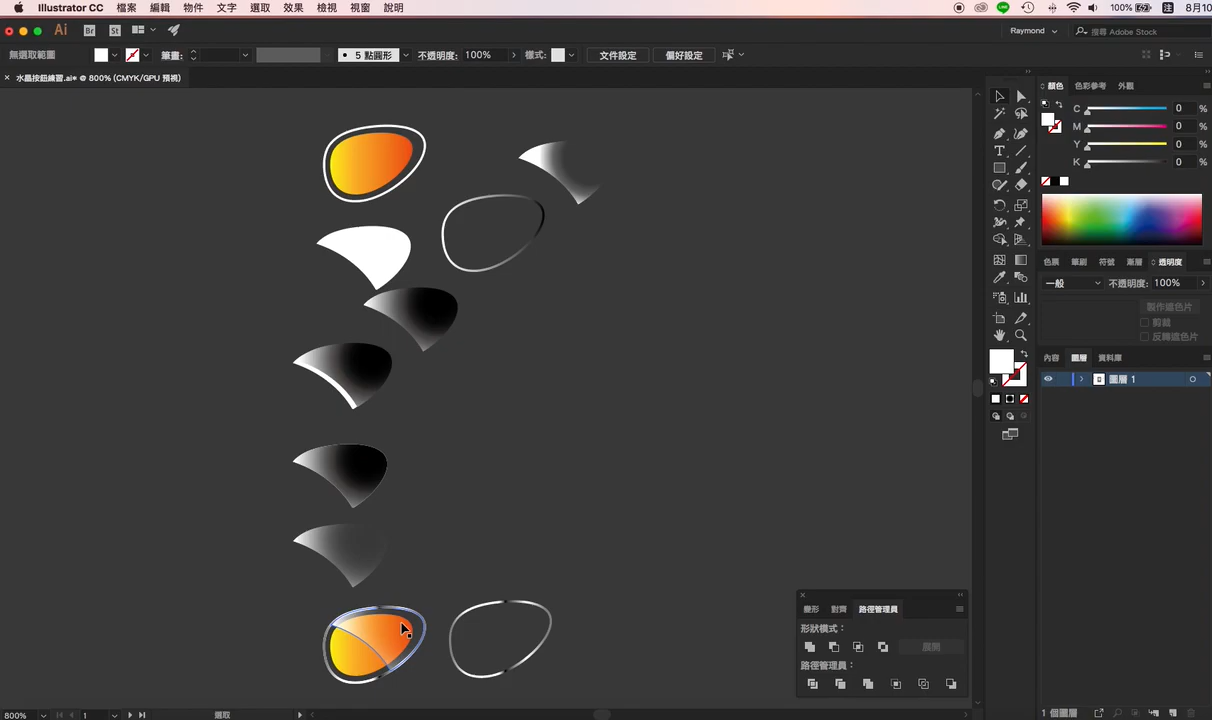 Illustrator CC 檔案 編輯 物件 文字 選取 效果 檢視 視窗 說明 100% 注 8月10
Ai Br St Raymond 搜尋 Adobe Stock
無選取範圍 筆畫: 5 點圓形 不透明度: 100% 樣式: 文件設定 偏好設定
× 水晶按鈕練習.ai* @ 800% (CMYK/GPU 預視)
顏色 色彩參考 外觀
C 0 %
M 0 %
Y 0 %
K 0 %
色票 筆刷 符號 漸層 透明度
一般 不透明度: 100%
製作遮色片
剪裁
反轉遮色片
內容 圖層 資料庫
圖層 1
變形 對齊 路徑管理員
形狀模式:
展開
路徑管理員:
800% 1 選取 1 個圖層